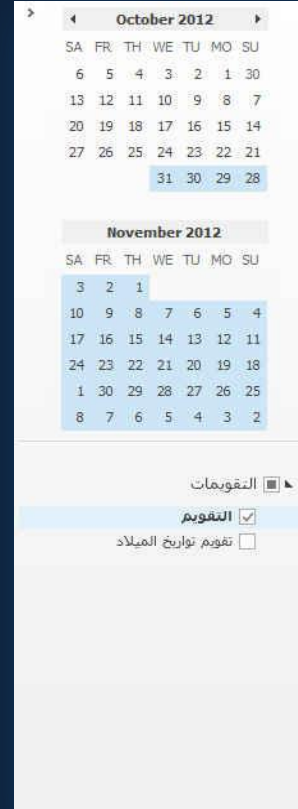 October 2012
SA FR TH WE TU MO SU
6 5 4 3 2 1 30
13 12 11 10 9 8 7
20 19 18 17 16 15 14
27 26 25 24 23 22 21
31 30 29 28
November 2012
SA FR TH WE TU MO SU
3 2 1
10 9 8 7 6 5 4
17 16 15 14 13 12 11
24 23 22 21 20 19 18
1 30 29 28 27 26 25
8 7 6 5 4 3 2
التقويمات
التقويم
تقويم تواريخ الميلاد